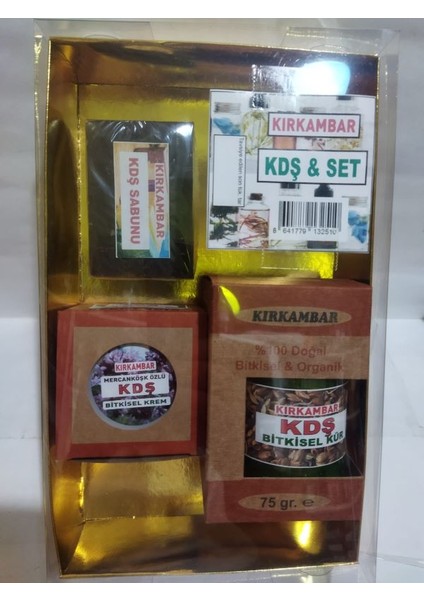 KIRKAMBAR
KDŞ & SET
8 641779 132510
KIRKAMBAR
KDŞ SABUNU
KIRKAMBAR
MERCANKÖŞK ÖZLÜ
KDŞ
BİTKİSEL KREM
KIRKAMBAR
%100 Doğal
Bitkisel & Organik
KIRKAMBAR
KDŞ
BİTKİSEL KÜR
75 gr. e